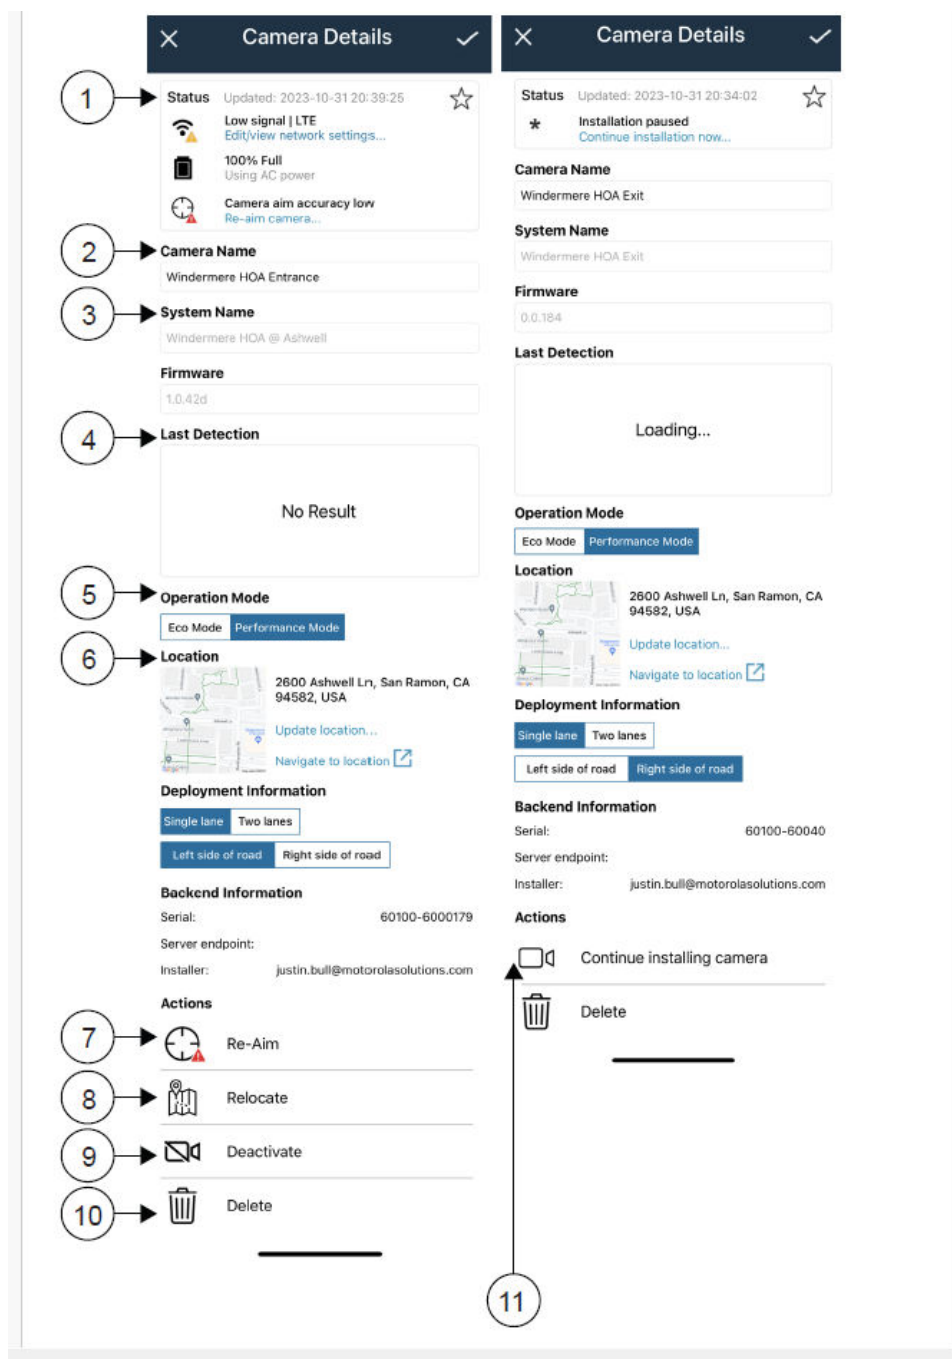 Camera Details
1
Status Updated: 2023-10-31 20:39:25
Low signal | LTE
Edit/view network settings...
100% Full
Using AC power
Camera aim accuracy low
Re-aim camera...
2
Camera Name
Windermere HOA Entrance
3
System Name
Windermere HOA @ Ashwell
Firmware
1.0.42d
4
Last Detection
No Result
5
Operation Mode
Eco Mode Performance Mode
6
Location
2600 Ashwell Ln, San Ramon, CA
94582, USA
Update location...
Navigate to location
Deployment Information
Single lane Two lanes
Left side of road Right side of road
Backend Information
Serial: 60100-6000179
Server endpoint:
Installer: justin.bull@motorolasolutions.com
Actions
7
Re-Aim
8
Relocate
9
Deactivate
10
Delete
Camera Details
Status Updated: 2023-10-31 20:34:02
* Installation paused
Continue installation now...
Camera Name
Windermere HOA Exit
System Name
Windermere HOA Exit
Firmware
0.0.184
Last Detection
Loading...
Operation Mode
Eco Mode Performance Mode
Location
2600 Ashwell Ln, San Ramon, CA
94582, USA
Update location...
Navigate to location
Deployment Information
Single lane Two lanes
Left side of road Right side of road
Backend Information
Serial: 60100-60040
Server endpoint:
Installer: justin.bull@motorolasolutions.com
Actions
Continue installing camera
Delete
11